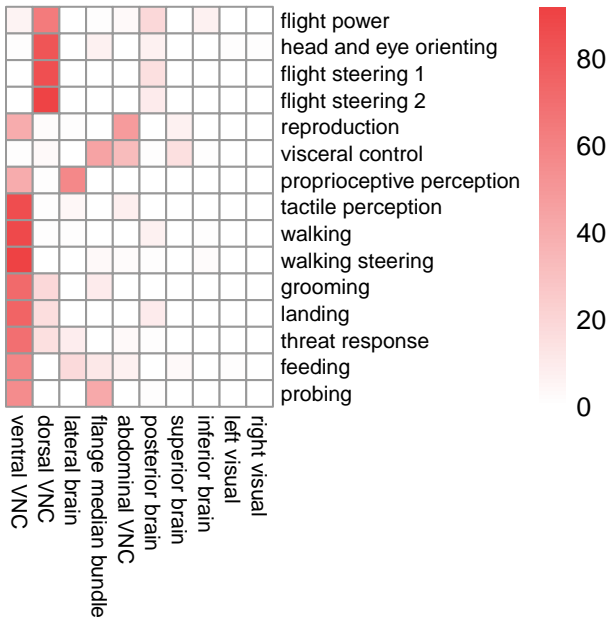 flight power
head and eye orienting
flight steering 1
flight steering 2
reproduction
visceral control
proprioceptive perception
tactile perception
walking
walking steering
grooming
landing
threat response
feeding
probing
ventral VNC
dorsal VNC
lateral brain
flange median bundle
abdominal VNC
posterior brain
superior brain
inferior brain
left visual
right visual
80
60
40
20
0